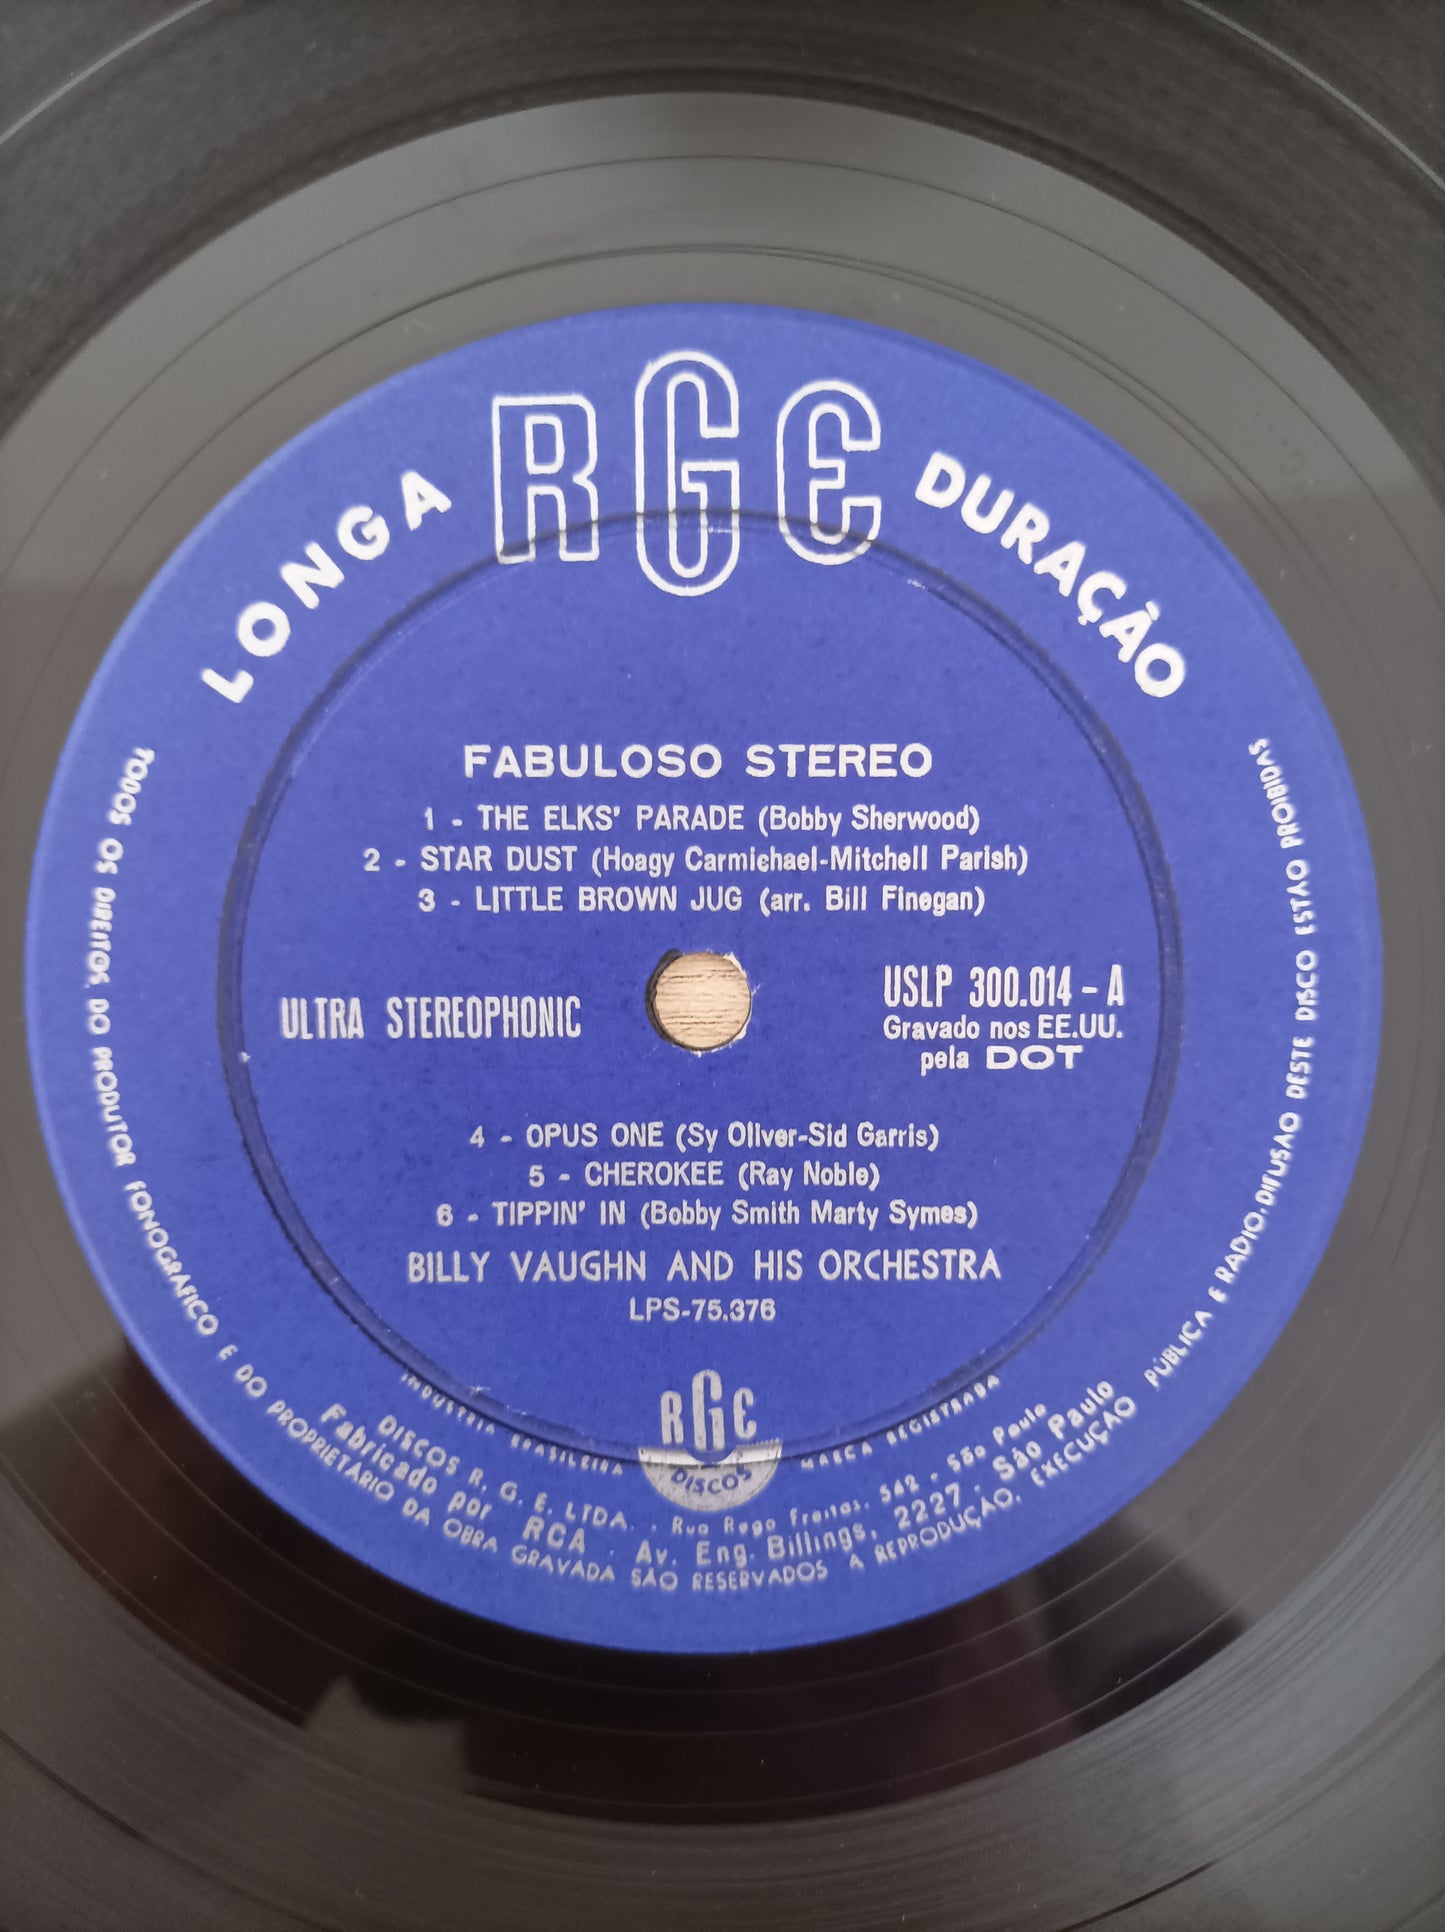 LONGA RGE DURAÇÃO
FABULOSO STEREO
1 - THE ELKS' PARADE (Bobby Sherwood)
2 - STAR DUST (Hoagy Carmichael-Mitchell Parish)
3 - LITTLE BROWN JUG (arr. Bill Finegan)
ULTRA STEREOPHONIC
USLP 300.014 - A
Gravado nos EE.UU.
pela DOT
4 - OPUS ONE (Sy Oliver-Sid Garris)
5 - CHEROKEE (Ray Noble)
6 - TIPPIN' IN (Bobby Smith Marty Symes)
BILLY VAUGHN AND HIS ORCHESTRA
LPS-75.376
RGE
DISCOS
INDUSTRIA BRASILEIRA MARCA REGISTRADA
DISCOS R. G. E. LTDA. - Rua Rego Freitas, 542 - São Paulo
Fabricado por RCA - Av. Eng. Billings, 2227 - São Paulo
TODOS OS DIREITOS, DO PRODUTOR FONOGRÁFICO E DO PROPRIETÁRIO DA OBRA GRAVADA SÃO RESERVADOS A REPRODUÇÃO, EXECUÇÃO PÚBLICA E RADIO-DIFUSÃO DESTE DISCO ESTÃO PROIBIDAS